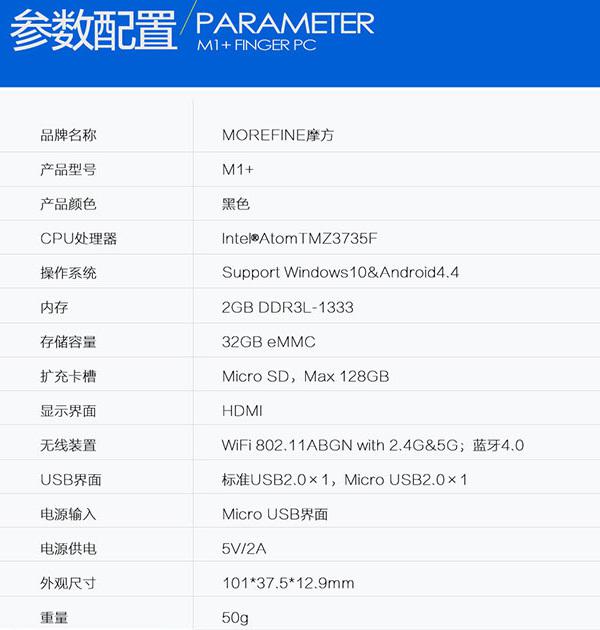 参数配置
PARAMETER
M1+ FINGER PC
品牌名称 MOREFINE摩方
产品型号 M1+
产品颜色 黑色
CPU处理器 Intel®AtomTMZ3735F
操作系统 Support Windows10&Android4.4
内存 2GB DDR3L-1333
存储容量 32GB eMMC
扩充卡槽 Micro SD，Max 128GB
显示界面 HDMI
无线装置 WiFi 802.11ABGN with 2.4G&5G；蓝牙4.0
USB界面 标准USB2.0×1，Micro USB2.0×1
电源输入 Micro USB界面
电源供电 5V/2A
外观尺寸 101*37.5*12.9mm
重量 50g